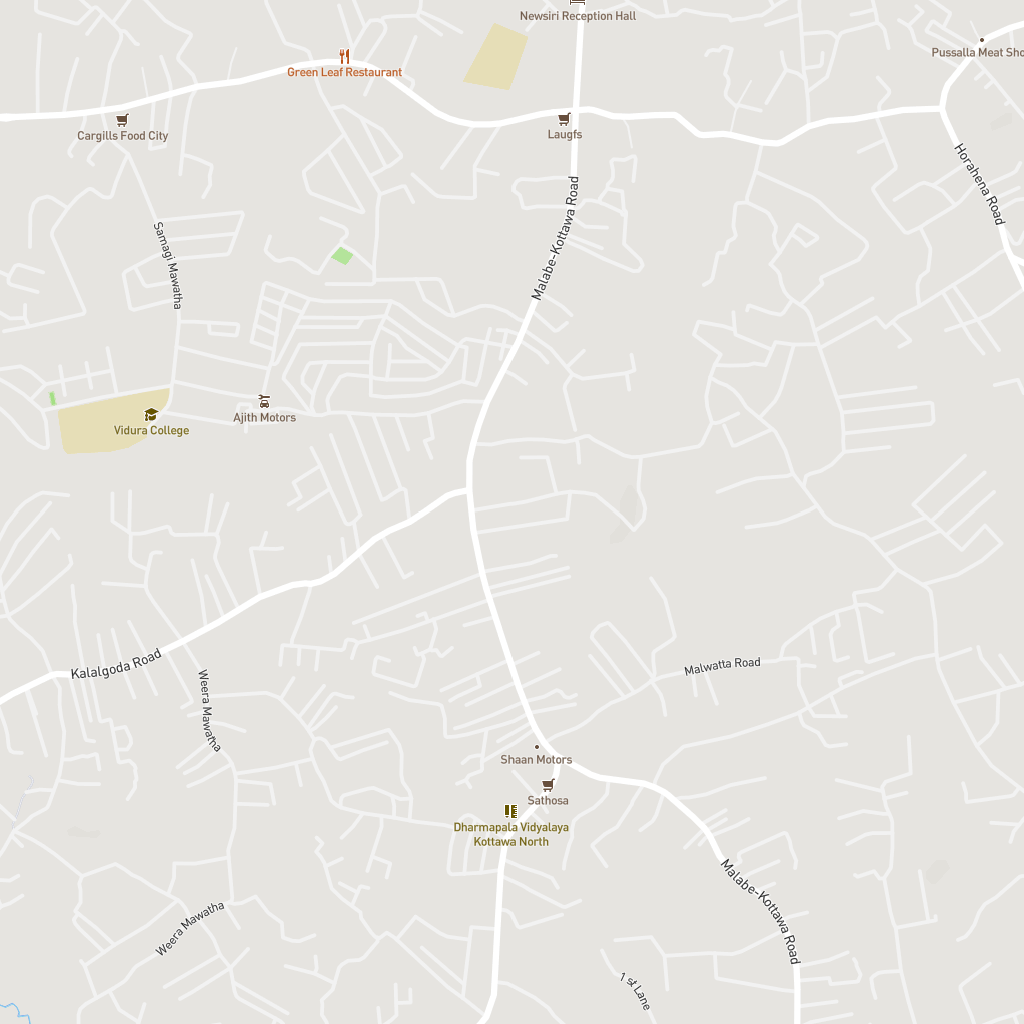 Newsiri Reception Hall
Pussalla Meat Sho
Green Leaf Restaurant
Cargills Food City
Laugfs
Horahena Road
Malabe-Kottawa Road
Samagi Mawatha
Ajith Motors
Vidura College
Malwatta Road
Kalalgoda Road
Weera Mawatha
Shaan Motors
Sathosa
Dharmapala Vidyalaya
Kottawa North
Malabe-Kottawa Road
Weera Mawatha
1 st Lane